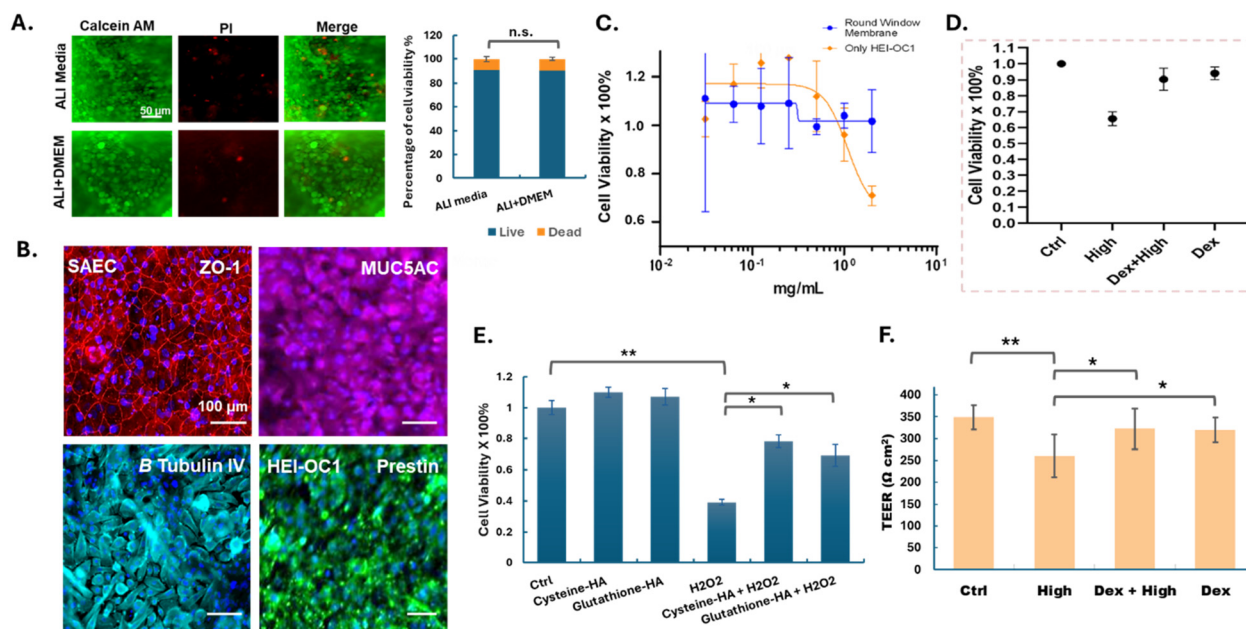 A.
Calcein AM
PI
Merge
ALI Media
50 µm
ALI+DMEM
n.s.
Percentage of cell viability %
120
100
80
60
40
20
0
ALI media
ALI+DMEM
Live
Dead
B.
SAEC
ZO-1
100 µm
MUC5AC
B Tubulin IV
HEI-OC1
Prestin
C.
Round Window
Membrane
Only HEI-OC1
Cell Viability x 100%
1.2
1.0
0.8
0.6
10-2
10-1
100
101
mg/mL
D.
Cell Viability x 100%
1.1
1.0
0.9
0.8
0.7
0.6
0.5
0.4
0.3
0.2
0.1
0.0
Ctrl
High
Dex+High
Dex
E.
**
*
*
Cell Viability X 100%
1.2
1
0.8
0.6
0.4
0.2
0
Ctrl
Cysteine-HA
Glutathione-HA
H2O2
Cysteine-HA + H2O2
Glutathione-HA + H2O2
F.
**
*
*
TEER (Ω cm²)
400
350
300
250
200
150
100
50
0
Ctrl
High
Dex + High
Dex